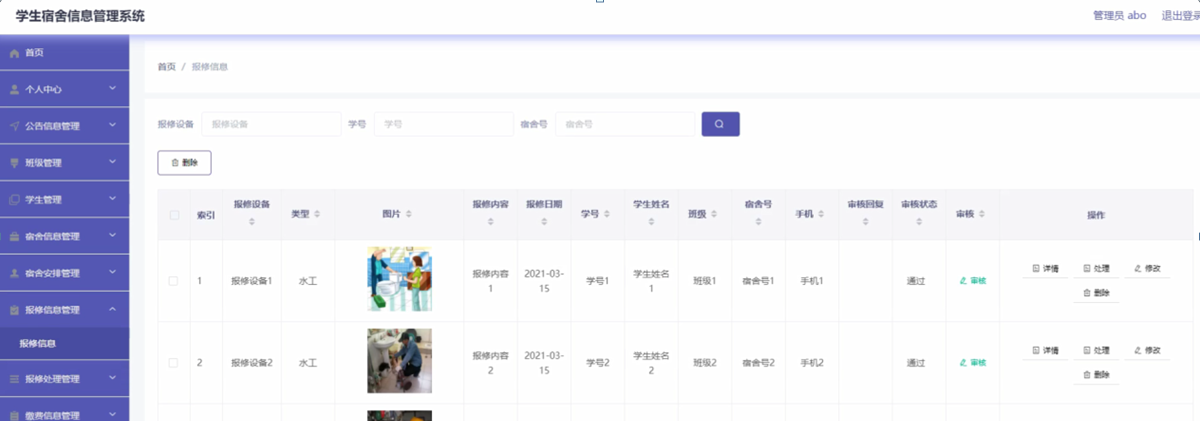 学生宿舍信息管理系统
管理员 abo 退出登录
首页
个人中心
公告信息管理
班级管理
学生管理
宿舍信息管理
宿舍安排管理
报修信息管理
报修信息
报修处理管理
缴费信息管理
首页 / 报修信息
报修设备 报修设备 学号 学号 宿舍号 宿舍号
删除
索引 报修设备 类型 图片 报修内容 报修日期 学号 学生姓名 班级 宿舍号 手机 审核回复 审核状态 审核 操作
1 报修设备1 水工 报修内容1 2021-03-15 学号1 学生姓名1 班级1 宿舍号1 手机1 通过 审核 详情 处理 修改 删除
2 报修设备2 水工 报修内容2 2021-03-15 学号2 学生姓名2 班级2 宿舍号2 手机2 通过 审核 详情 处理 修改 删除